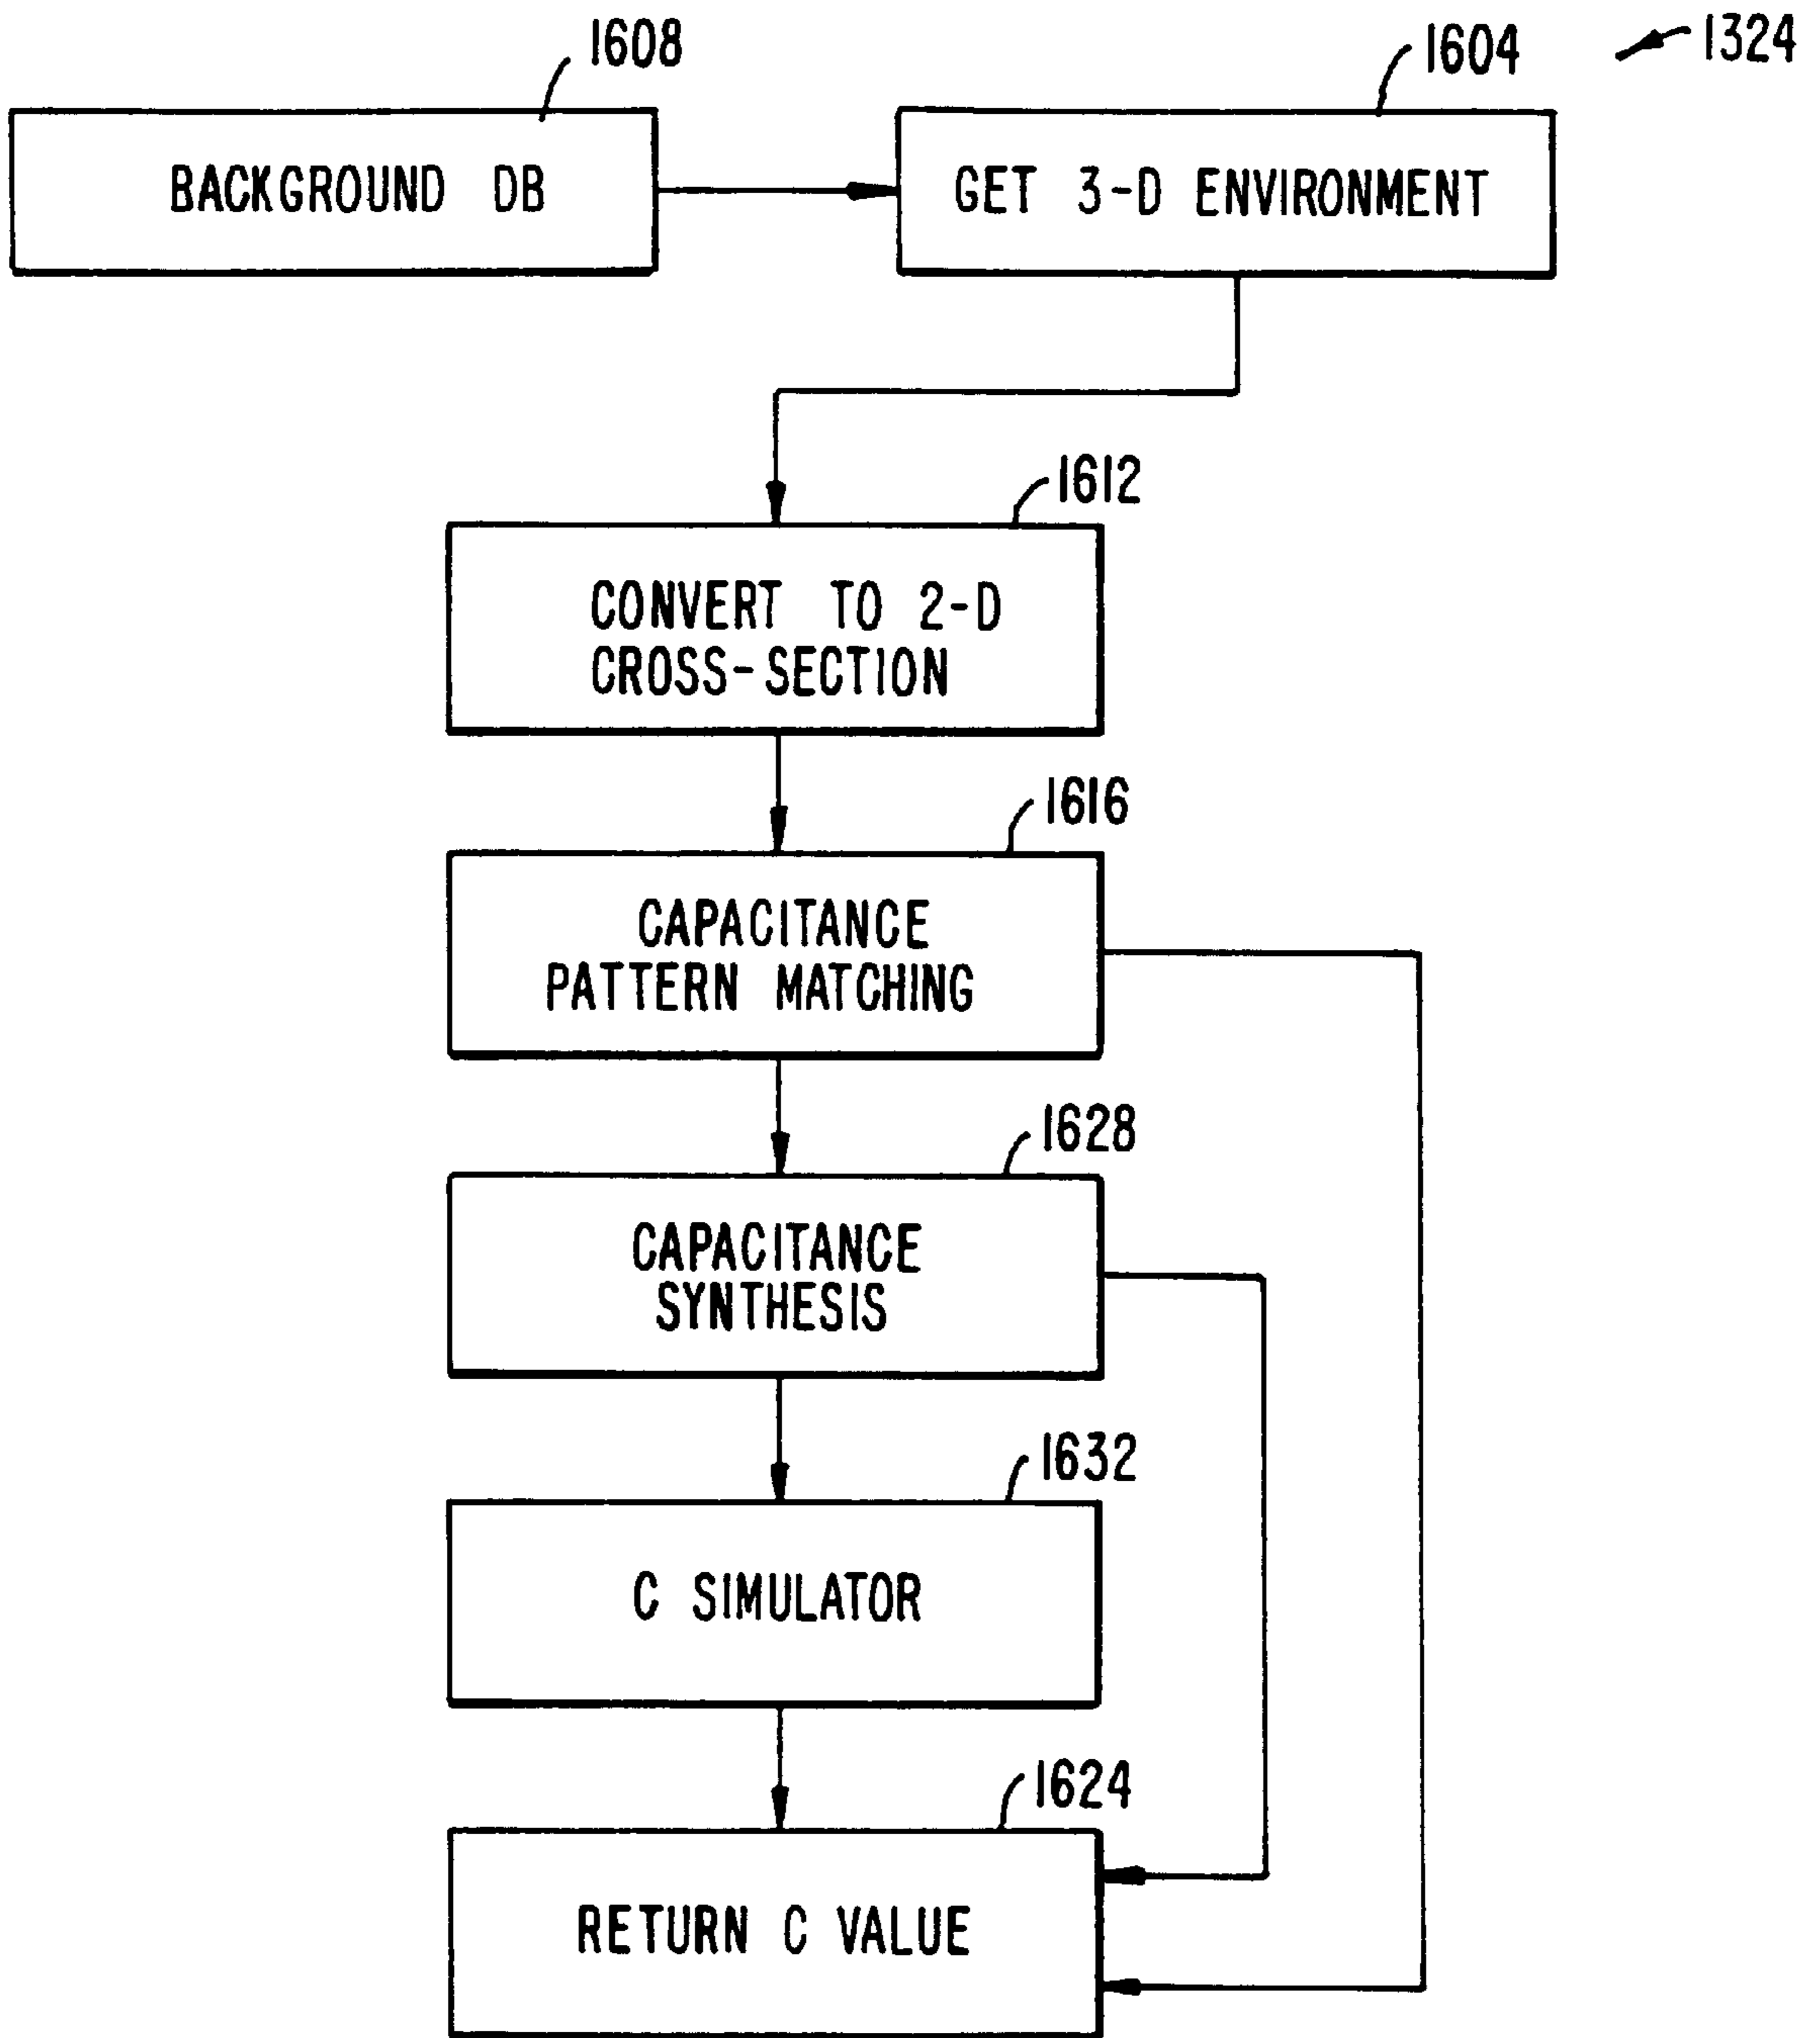 1608
1604
1324
BACKGROUND DB
GET 3-D ENVIRONMENT
1612
CONVERT TO 2-D
CROSS-SECTION
1616
CAPACITANCE
PATTERN MATCHING
1628
CAPACITANCE
SYNTHESIS
1632
C SIMULATOR
1624
RETURN C VALUE